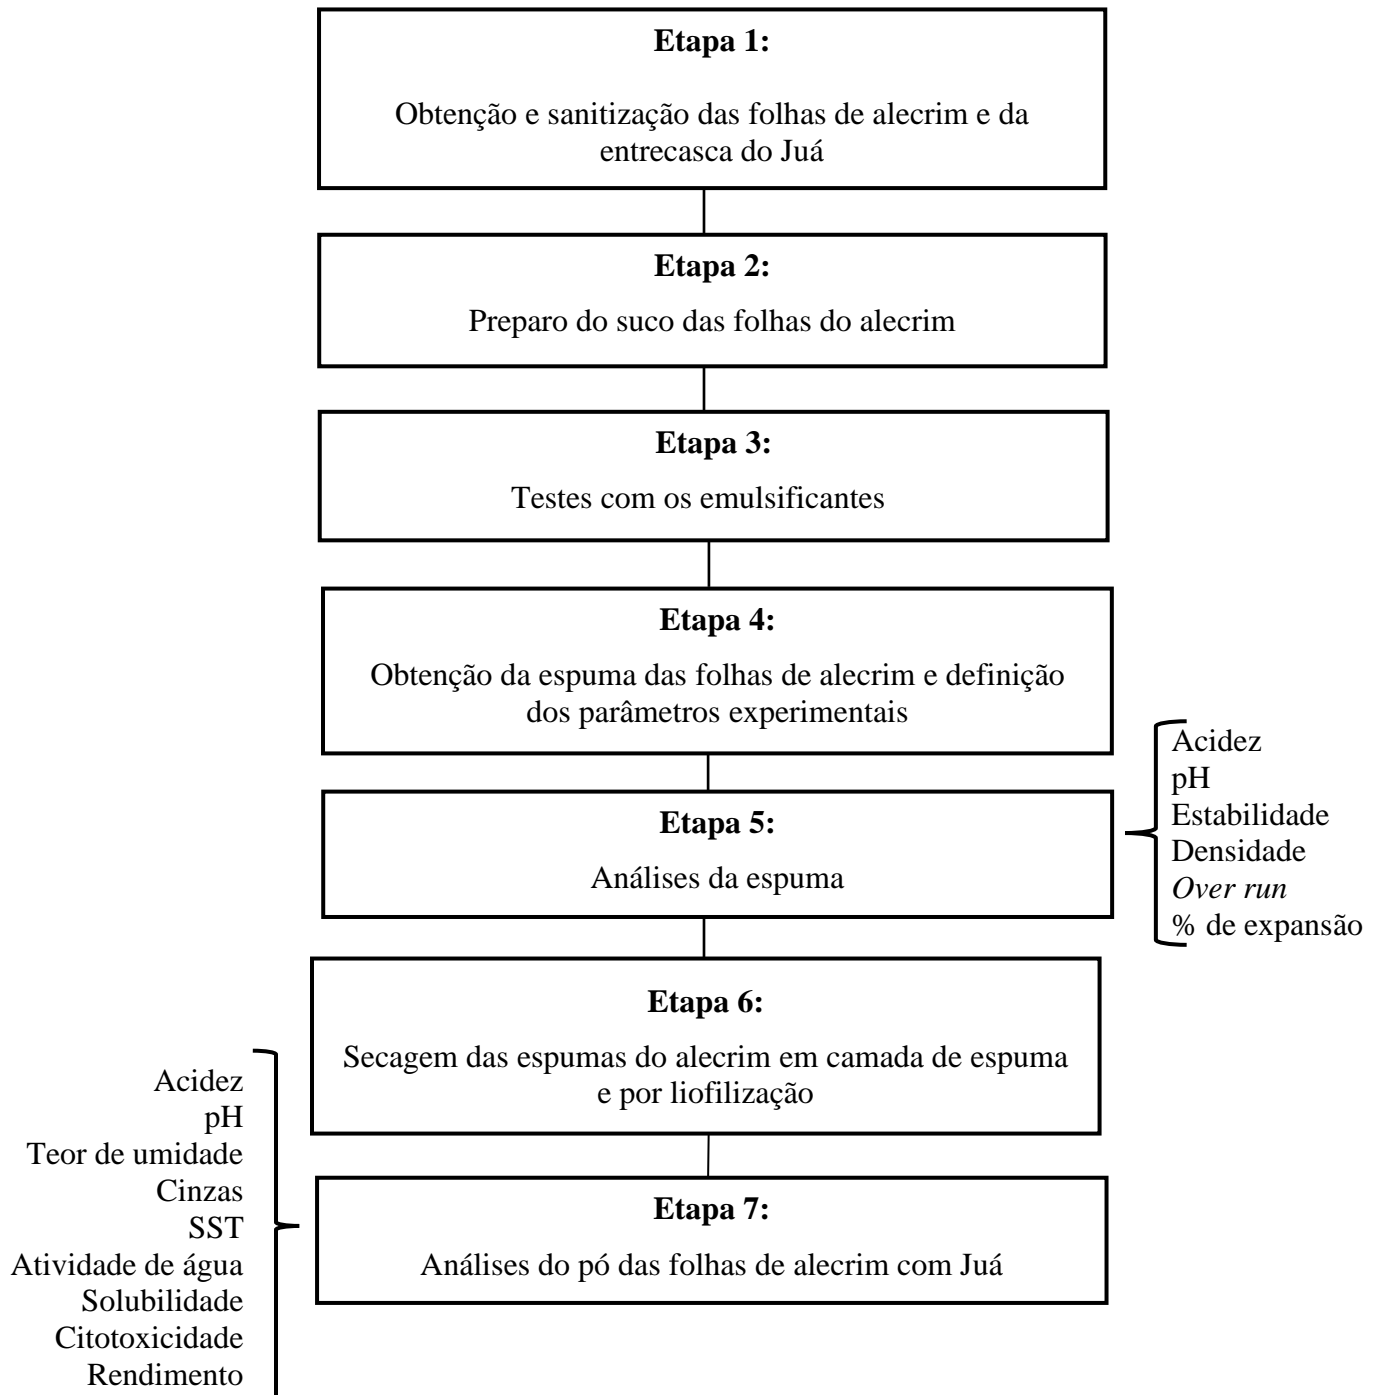 Etapa 1:
Obtenção e sanitização das folhas de alecrim e da
entrecasca do Juá
Etapa 2:
Preparo do suco das folhas do alecrim
Etapa 3:
Testes com os emulsificantes
Etapa 4:
Obtenção da espuma das folhas de alecrim e definição
dos parâmetros experimentais
Etapa 5:
Análises da espuma
Acidez
pH
Estabilidade
Densidade
Over run
% de expansão
Etapa 6:
Secagem das espumas do alecrim em camada de espuma
e por liofilização
Etapa 7:
Análises do pó das folhas de alecrim com Juá
Acidez
pH
Teor de umidade
Cinzas
SST
Atividade de água
Solubilidade
Citotoxicidade
Rendimento